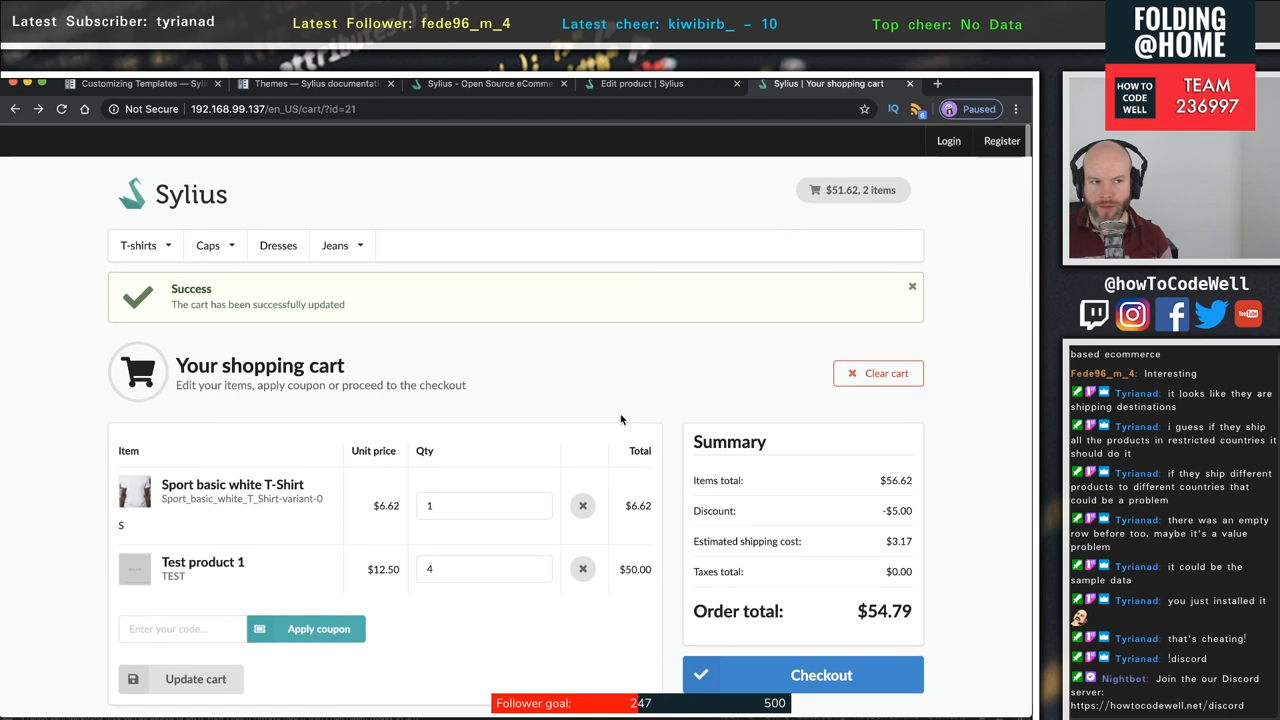 Latest Subscriber: tyrianad
Latest Follower: fede96_m_4
Latest cheer: kiwibirb_ - 10
Top cheer: No Data
FOLDING
@HOME
HOW TO
CODE
WELL
TEAM
236997
Customizing Templates — Syli
Themes — Sylius documentati
Sylius - Open Source eComme
Edit product | Sylius
Sylius | Your shopping cart
Not Secure
192.168.99.137/en_US/cart/?id=21
IQ
6
Paused
Login
Register
Sylius
$51.62, 2 items
T-shirts
Caps
Dresses
Jeans
Success
The cart has been successfully updated
Your shopping cart
Edit your items, apply coupon or proceed to the checkout
Clear cart
Item
Unit price
Qty
Total
Sport basic white T-Shirt
Sport_basic_white_T_Shirt-variant-0
S
$6.62
1
$6.62
Test product 1
TEST
$12.50
4
$50.00
Enter your code...
Apply coupon
Update cart
Summary
Items total:
$56.62
Discount:
-$5.00
Estimated shipping cost:
$3.17
Taxes total:
$0.00
Order total:
$54.79
Checkout
Follower goal:
247
500
@howToCodeWell
You
Tube
based ecommerce
Fede96_m_4: Interesting
Tyrianad: it looks like they are
shipping destinations
Tyrianad: i guess if they ship
all the products in restricted countries it
should do it
Tyrianad: if they ship different
products to different countries that
could be a problem
Tyrianad: there was an empty
row before too, maybe it's a value
problem
Tyrianad: it could be the
sample data
Tyrianad: you just installed it
Tyrianad: that's cheating!
Tyrianad: !discord
Nightbot: Join the our Discord
server:
https://howtocodewell.net/discord